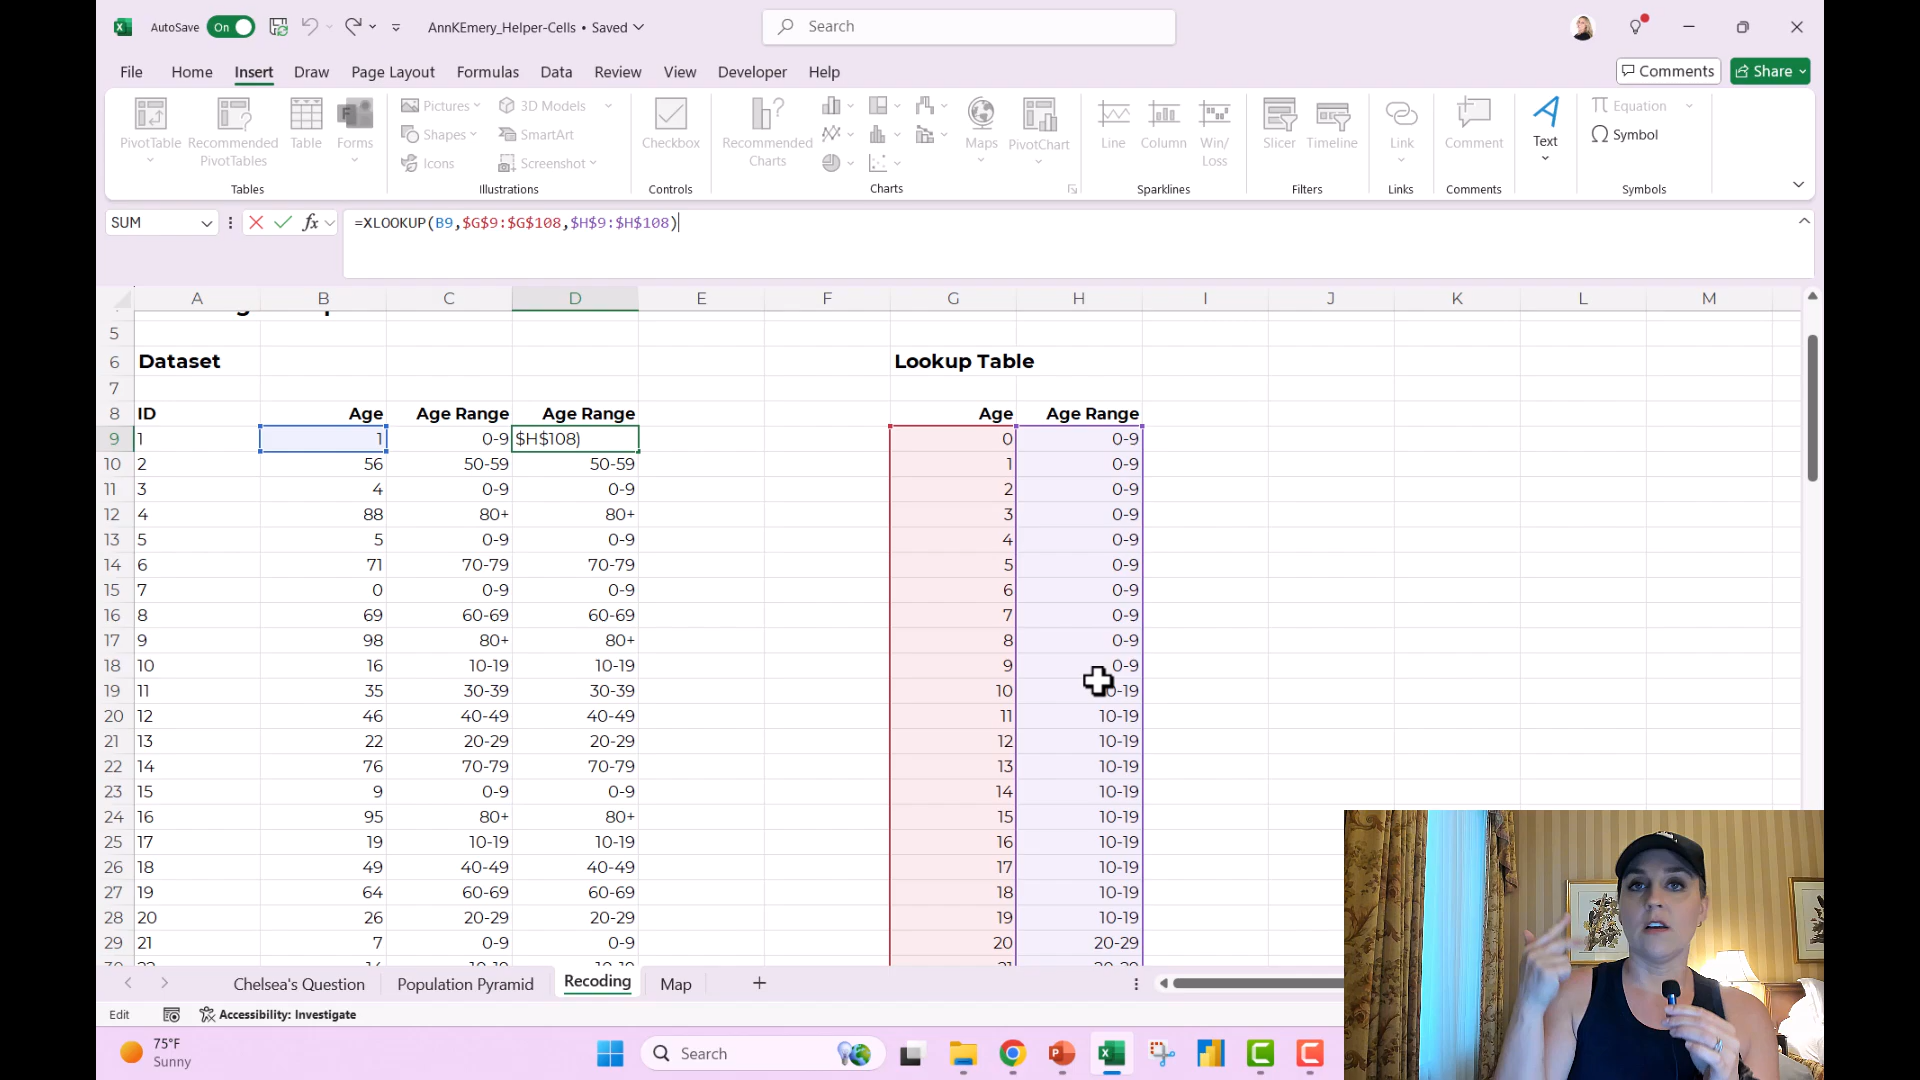 AutoSave On AnnKEmery_Helper-Cells • Saved Search
File Home Insert Draw Page Layout Formulas Data Review View Developer Help Comments Share
PivotTable Recommended PivotTables Table Forms
Tables
Pictures 3D Models
Shapes SmartArt
Icons Screenshot
Illustrations
Checkbox
Controls
Recommended Charts Maps PivotChart
Charts
Line Column Win/Loss
Sparklines
Slicer Timeline
Filters
Link
Links
Comment
Comments
Text
Equation
Symbol
Symbols
SUM fx =XLOOKUP(B9,$G$9:$G$108,$H$9:$H$108)
A B C D E F G H I J K L M
5
6 Dataset Lookup Table
7
8 ID Age Age Range Age Range Age Age Range
9 1 1 0-9 $H$108) 0 0-9
10 2 56 50-59 50-59 1 0-9
11 3 4 0-9 0-9 2 0-9
12 4 88 80+ 80+ 3 0-9
13 5 5 0-9 0-9 4 0-9
14 6 71 70-79 70-79 5 0-9
15 7 0 0-9 0-9 6 0-9
16 8 69 60-69 60-69 7 0-9
17 9 98 80+ 80+ 8 0-9
18 10 16 10-19 10-19 9 0-9
19 11 35 30-39 30-39 10
20 12 46 40-49 40-49 11 10-19
21 13 22 20-29 20-29 12 10-19
22 14 76 70-79 70-79 13 10-19
23 15 9 0-9 0-9 14 10-19
24 16 95 80+ 80+ 15 10-19
25 17 19 10-19 10-19 16 10-19
26 18 49 40-49 40-49 17 10-19
27 19 64 60-69 60-69 18 10-19
28 20 26 20-29 20-29 19 10-19
29 21 7 0-9 0-9 20 20-29
Chelsea's Question Population Pyramid Recoding Map
Edit Accessibility: Investigate
75°F
Sunny
Search